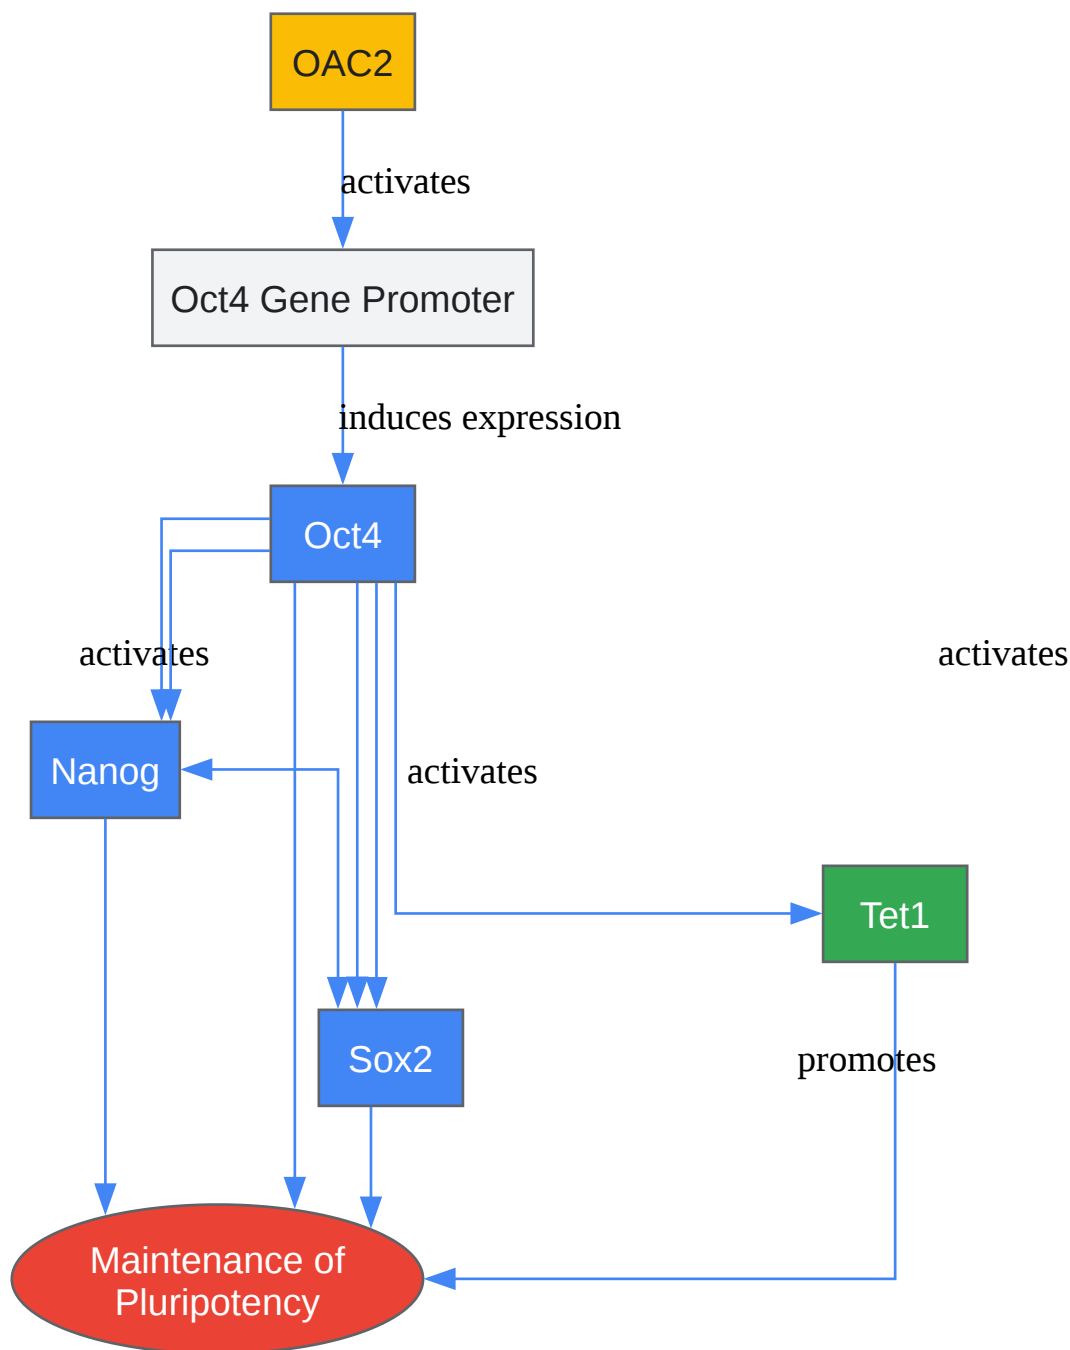 OAC2
activates
Oct4 Gene Promoter
induces expression
Oct4
activates
activates
Nanog
activates
Tet1
Sox2
promotes
Maintenance of
Pluripotency